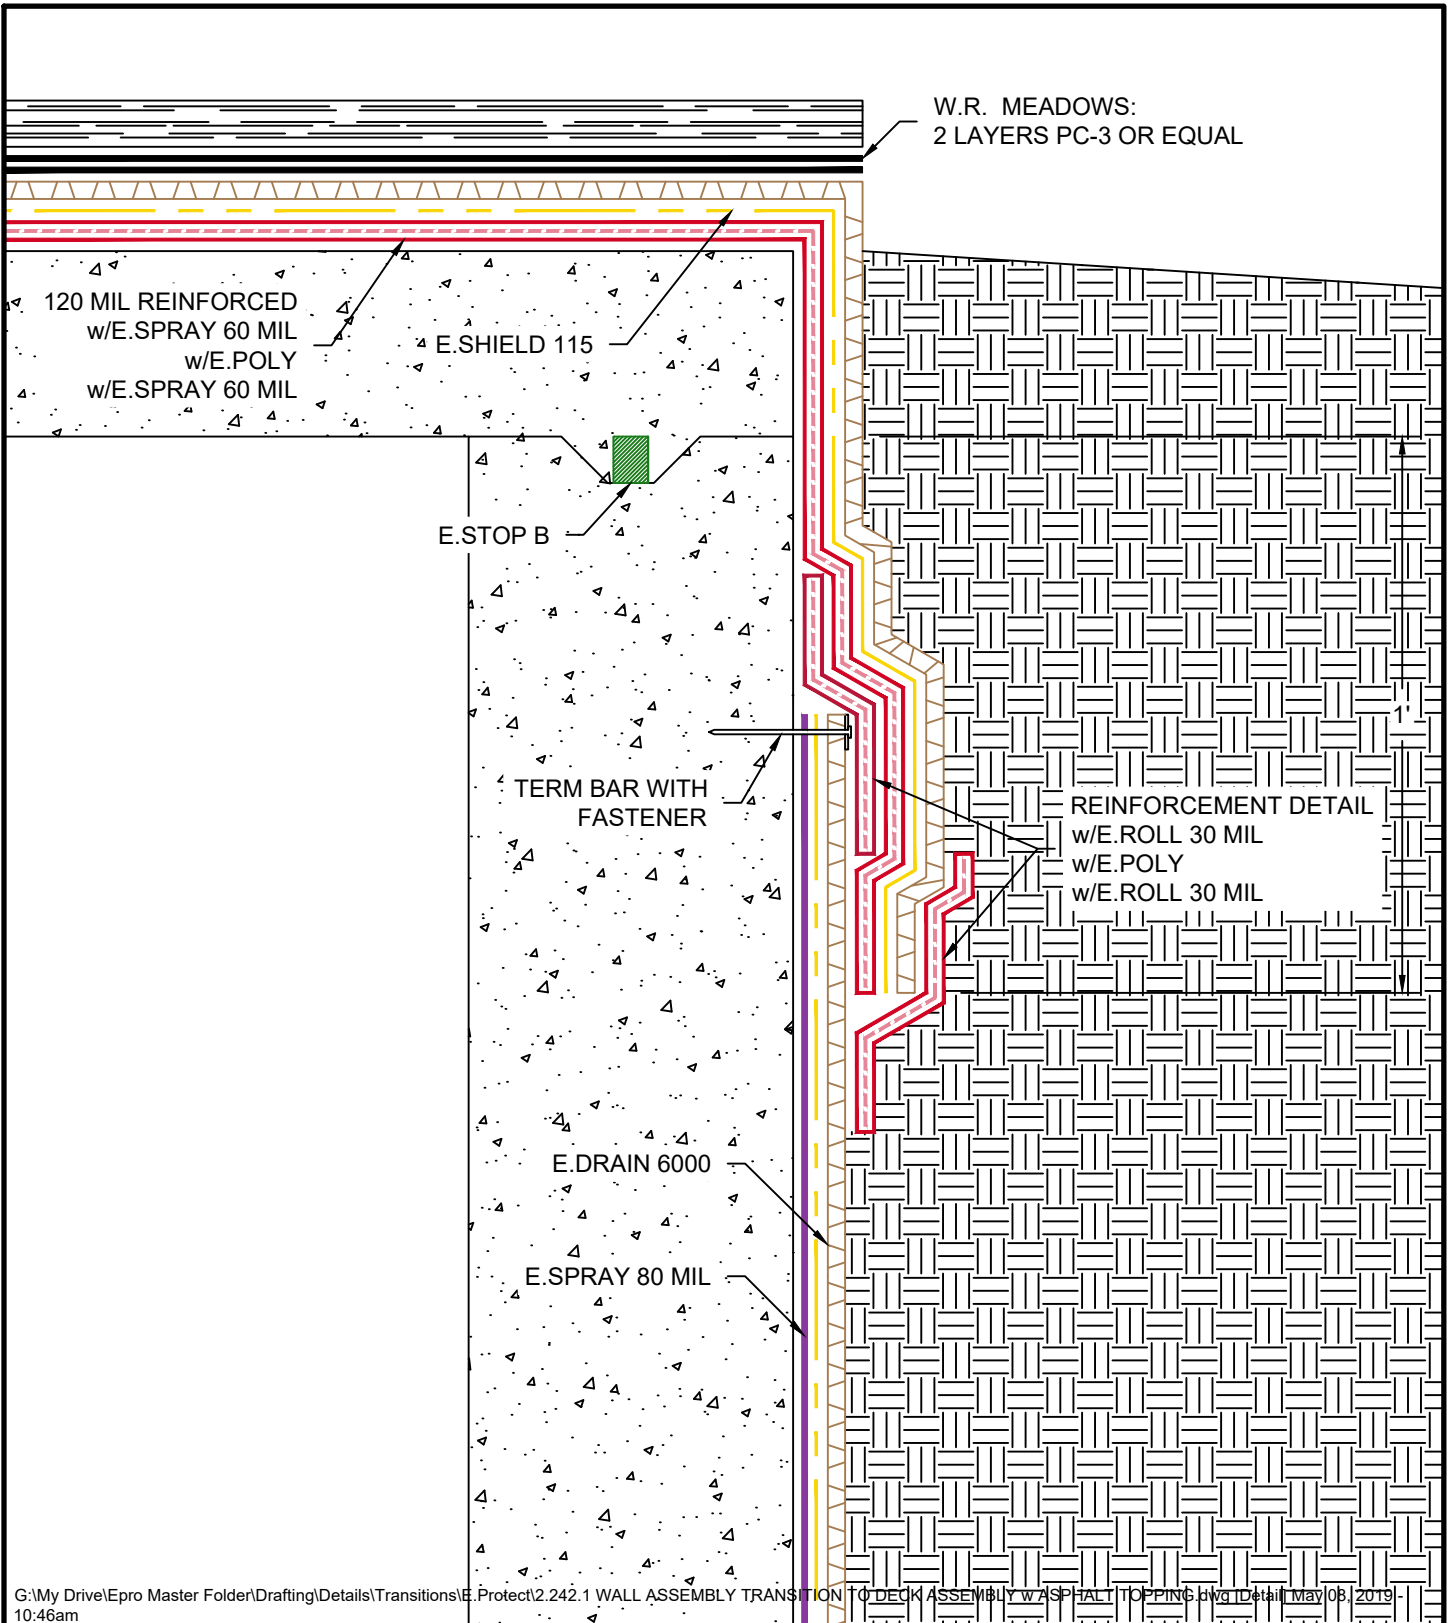 W.R. MEADOWS:
2 LAYERS PC-3 OR EQUAL
120 MIL REINFORCED
w/E.SPRAY 60 MIL
w/E.POLY
w/E.SPRAY 60 MIL
E.SHIELD 115
E.STOP B
1'
TERM BAR WITH
FASTENER
REINFORCEMENT DETAIL
w/E.ROLL 30 MIL
w/E.POLY
w/E.ROLL 30 MIL
E.DRAIN 6000
E.SPRAY 80 MIL
G:\My Drive\Epro Master Folder\Drafting\Details\Transitions\E.Protect\2.242.1 WALL ASSEMBLY TRANSITION TO DECK ASSEMBLY w ASPHALT TOPPING.dwg [Detail] May 08, 2019 -
10:46am